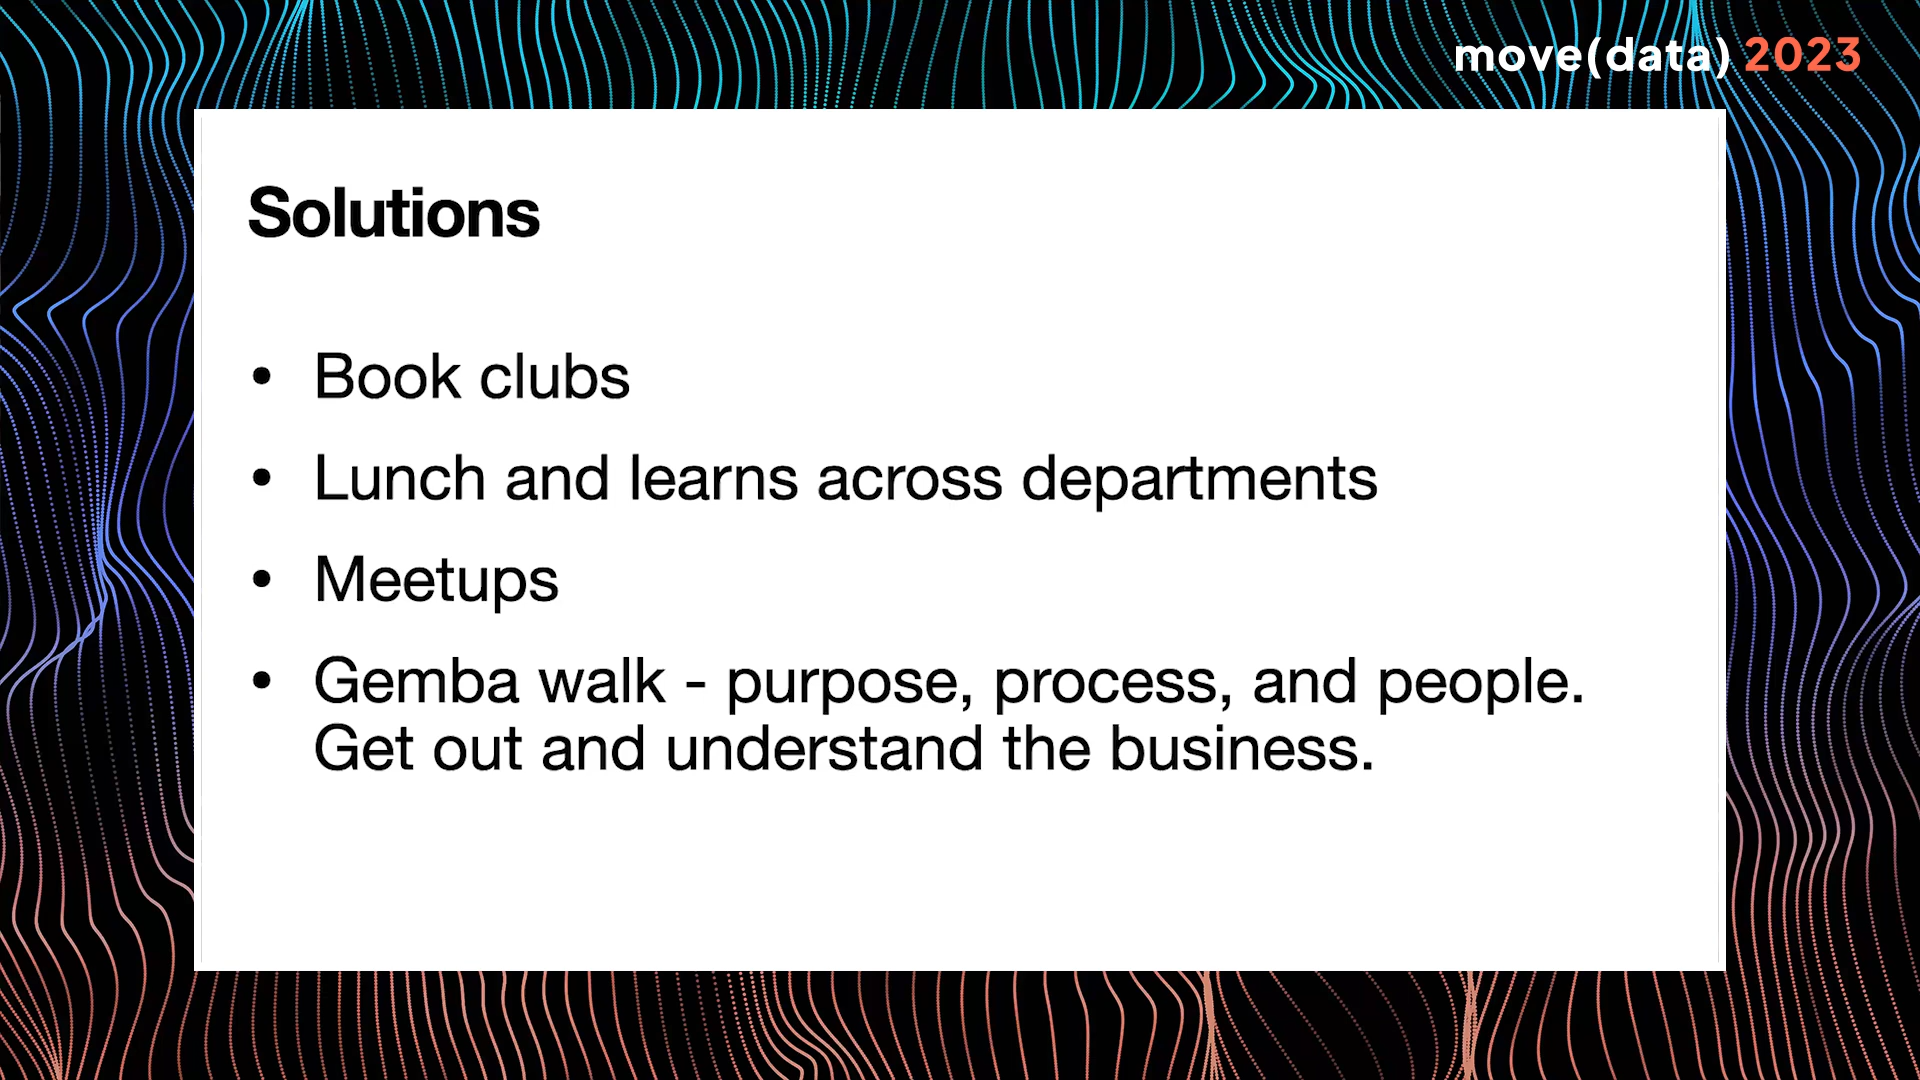 move(data) 2023
Solutions
• Book clubs
• Lunch and learns across departments
• Meetups
• Gemba walk - purpose, process, and people.
Get out and understand the business.